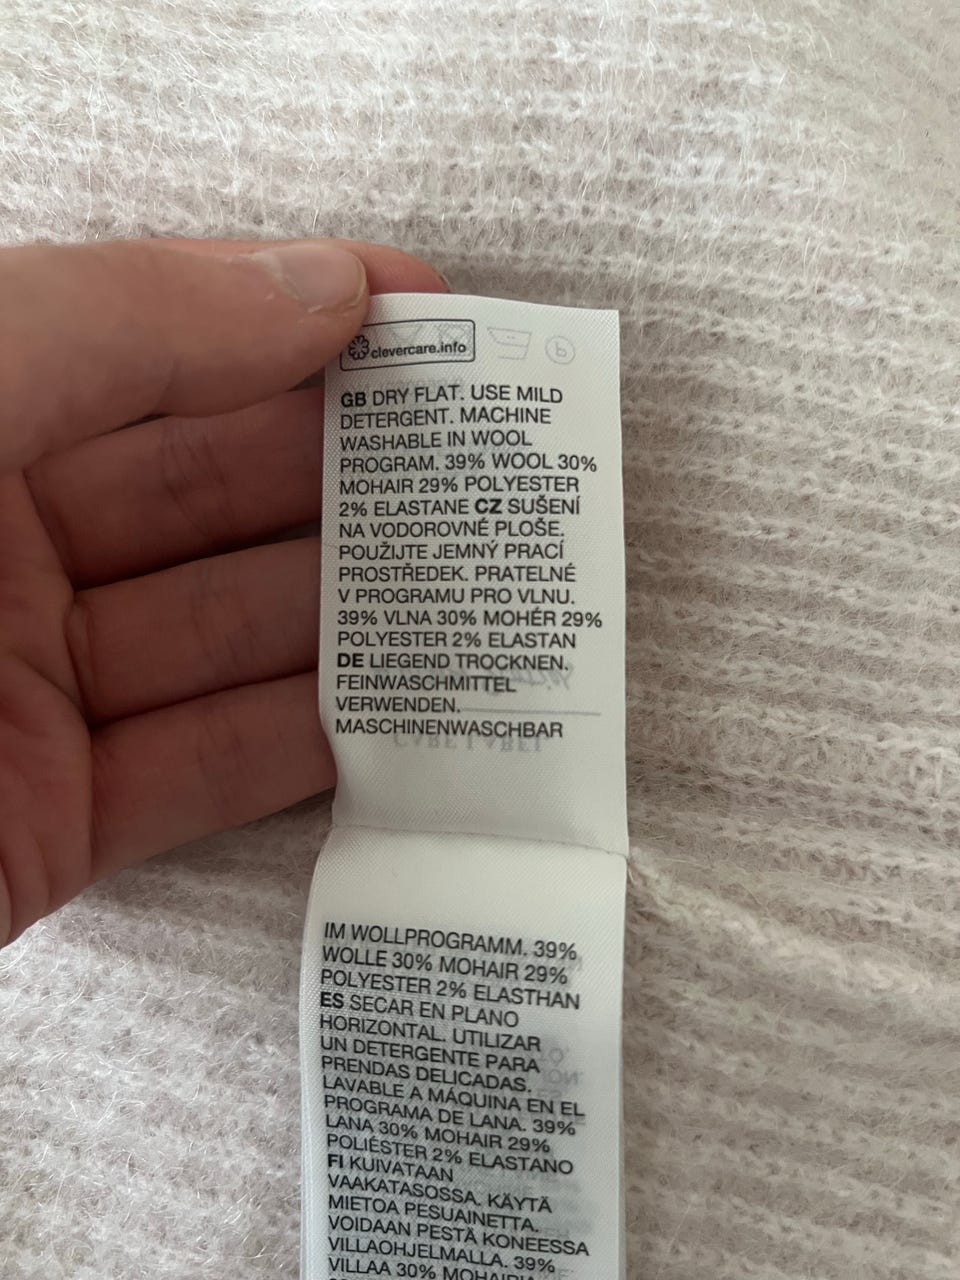 clevercare.info
GB DRY FLAT. USE MILD
DETERGENT. MACHINE
WASHABLE IN WOOL
PROGRAM. 39% WOOL 30%
MOHAIR 29% POLYESTER
2% ELASTANE CZ SUŠENÍ
NA VODOROVNÉ PLOŠE.
POUŽIJTE JEMNÝ PRACÍ
PROSTŘEDEK. PRATELNÉ
V PROGRAMU PRO VLNU.
39% VLNA 30% MOHÉR 29%
POLYESTER 2% ELASTAN
DE LIEGEND TROCKNEN.
FEINWASCHMITTEL
VERWENDEN.
MASCHINENWASCHBAR
IM WOLLPROGRAMM. 39%
WOLLE 30% MOHAIR 29%
POLYESTER 2% ELASTHAN
ES SECAR EN PLANO
HORIZONTAL. UTILIZAR
UN DETERGENTE PARA
PRENDAS DELICADAS.
LAVABLE A MÁQUINA EN EL
PROGRAMA DE LANA. 39%
LANA 30% MOHAIR 29%
POLIÉSTER 2% ELASTANO
FI KUIVATAAN
VAAKATASOSSA. KÄYTÄ
MIETOA PESUAINETTA.
VOIDAAN PESTÄ KONEESSA
VILLAOHJELMALLA. 39%
VILLAA 30%